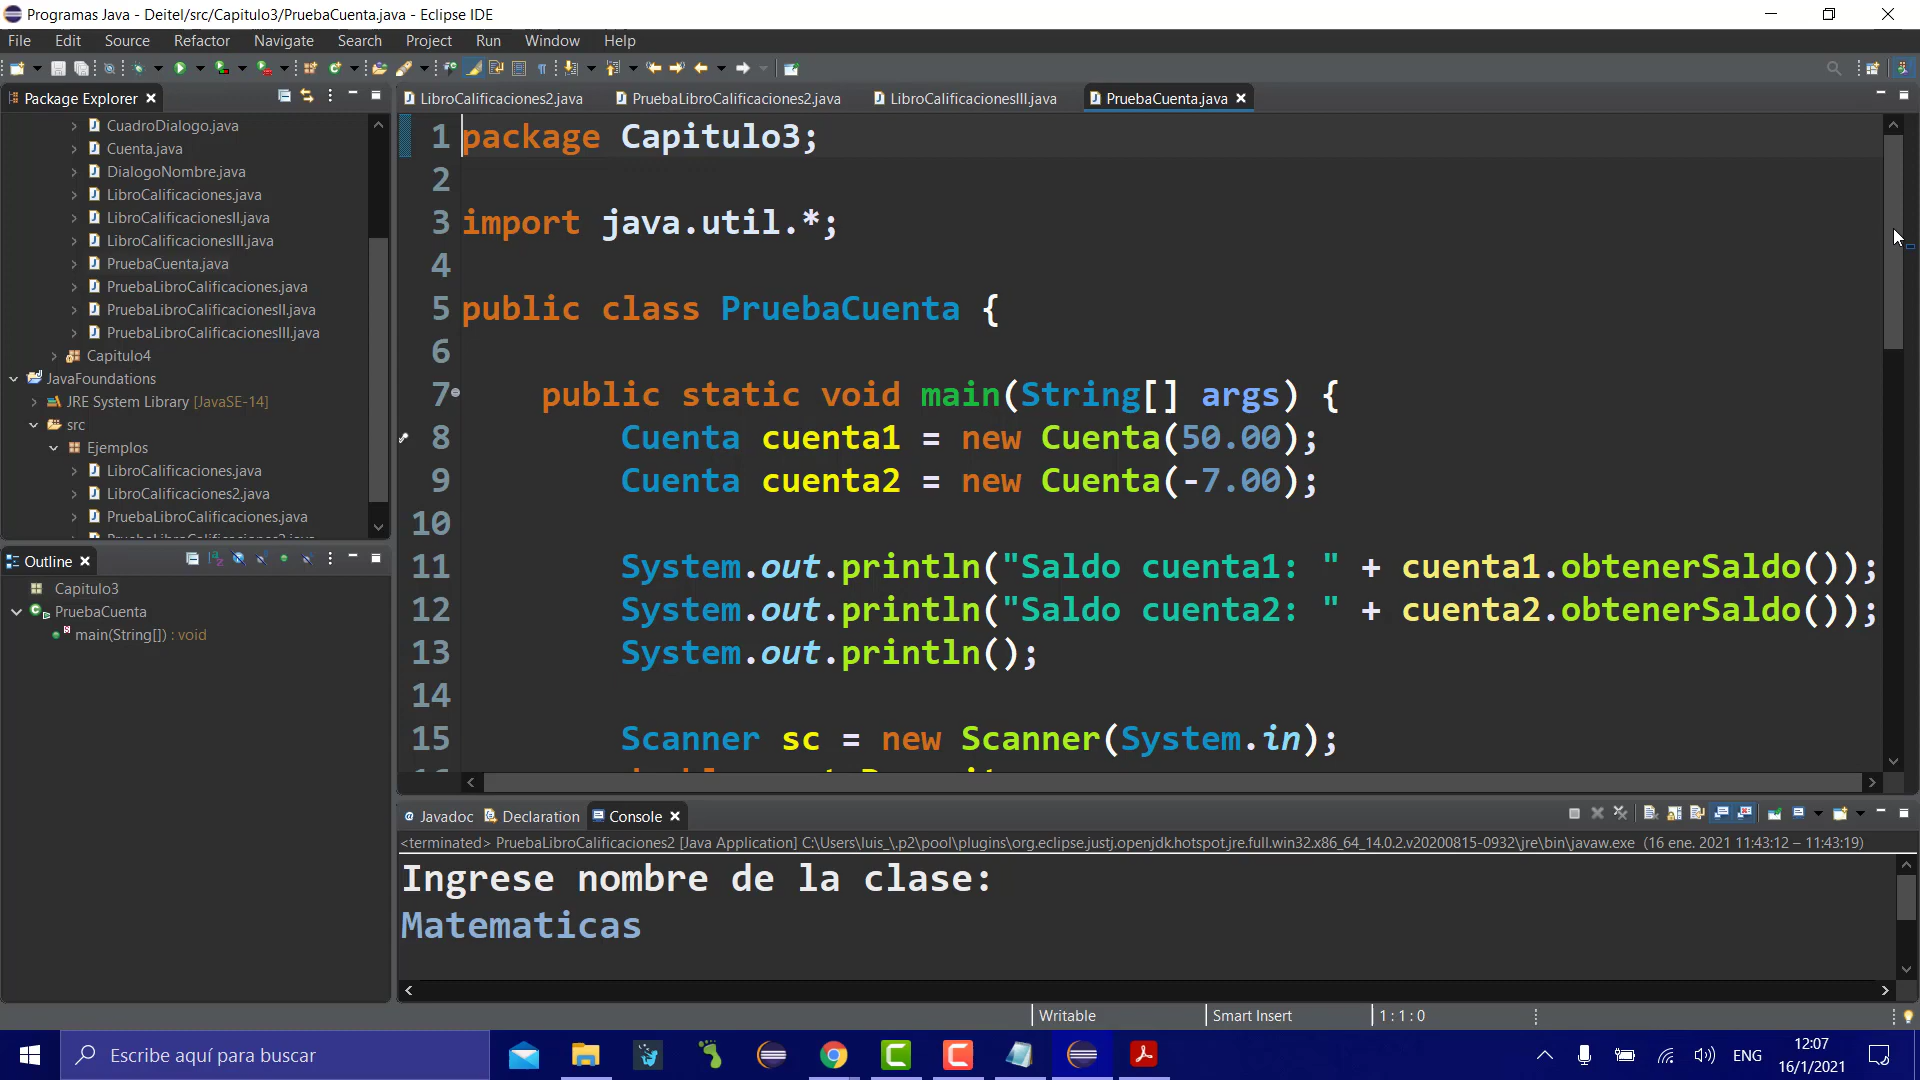 Programas Java - Deitel/src/Capitulo3/PruebaCuenta.java - Eclipse IDE
File Edit Source Refactor Navigate Search Project Run Window Help
Package Explorer
CuadroDialogo.java
Cuenta.java
DialogoNombre.java
LibroCalificaciones.java
LibroCalificacionesII.java
LibroCalificacionesIII.java
PruebaCuenta.java
PruebaLibroCalificaciones.java
PruebaLibroCalificacionesII.java
PruebaLibroCalificacionesIII.java
Capitulo4
JavaFoundations
JRE System Library [JavaSE-14]
src
Ejemplos
LibroCalificaciones.java
LibroCalificaciones2.java
PruebaLibroCalificaciones.java
Outline
Capitulo3
PruebaCuenta
main(String[]) : void
LibroCalificaciones2.java PruebaLibroCalificaciones2.java LibroCalificacionesIII.java PruebaCuenta.java
1 package Capitulo3;
2
3 import java.util.*;
4
5 public class PruebaCuenta {
6
7 public static void main(String[] args) {
8 Cuenta cuenta1 = new Cuenta(50.00);
9 Cuenta cuenta2 = new Cuenta(-7.00);
10
11 System.out.println("Saldo cuenta1: " + cuenta1.obtenerSaldo());
12 System.out.println("Saldo cuenta2: " + cuenta2.obtenerSaldo());
13 System.out.println();
14
15 Scanner sc = new Scanner(System.in);
Javadoc Declaration Console
<terminated> PruebaLibroCalificaciones2 [Java Application] C:\Users\luis_\.p2\pool\plugins\org.eclipse.justj.openjdk.hotspot.jre.full.win32.x86_64_14.0.2.v20200815-0932\jre\bin\javaw.exe (16 ene. 2021 11:43:12 – 11:43:19)
Ingrese nombre de la clase:
Matematicas
Writable Smart Insert 1 : 1 : 0
Escribe aquí para buscar
ENG
12:07
16/1/2021